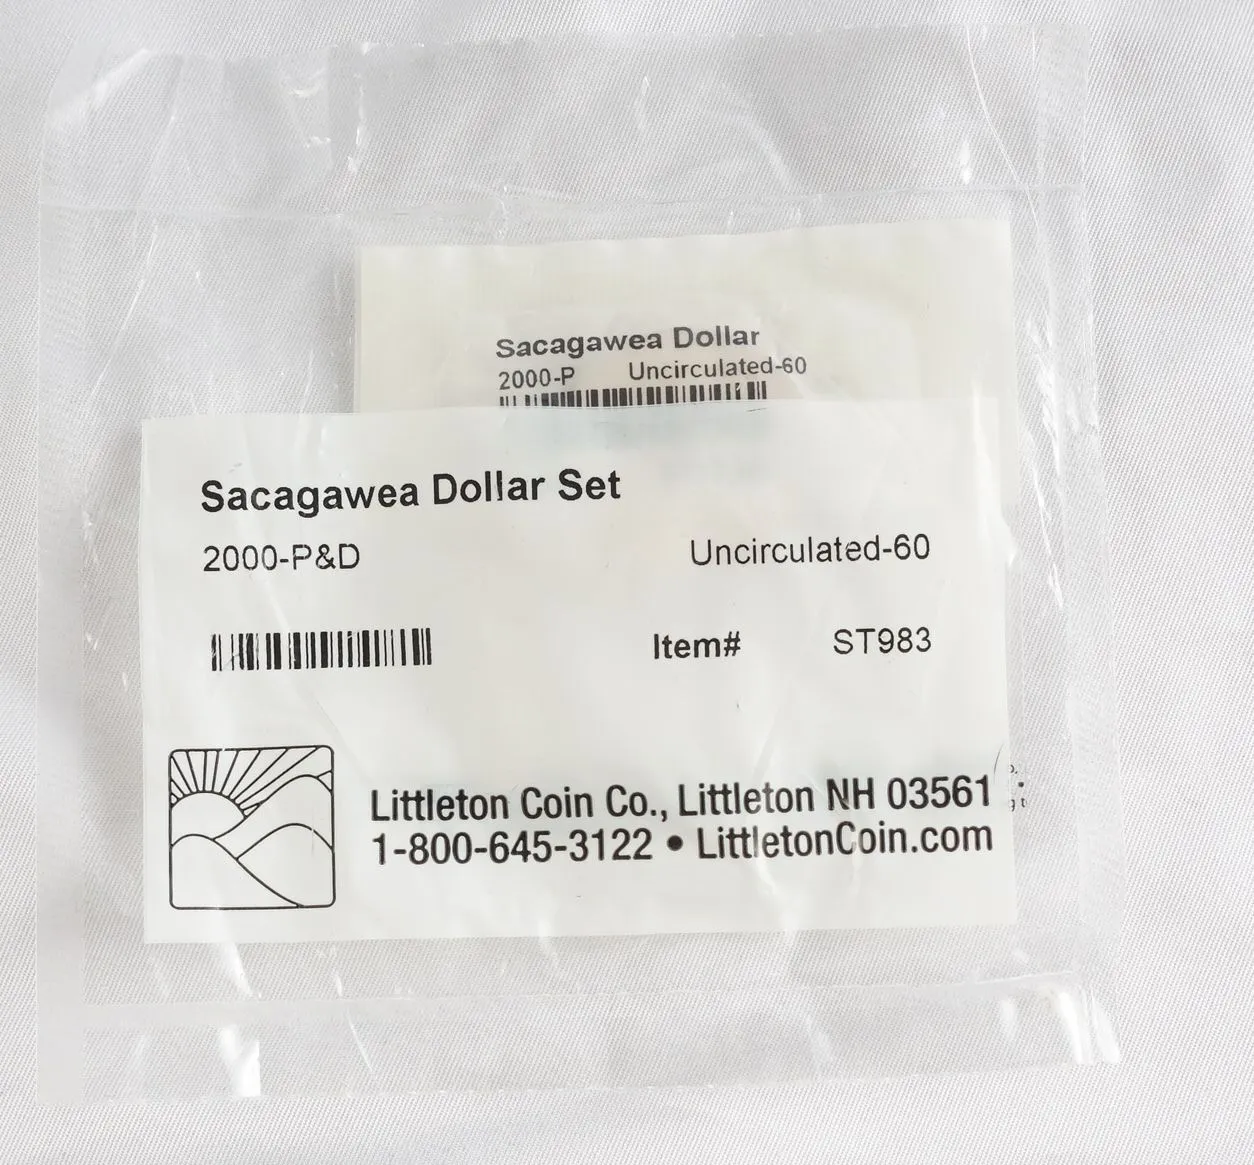 Sacagawea Dollar
2000-P Uncirculated-60
Sacagawea Dollar Set
2000-P&D Uncirculated-60
Item# ST983
Littleton Coin Co., Littleton NH 03561
1-800-645-3122 • LittletonCoin.com